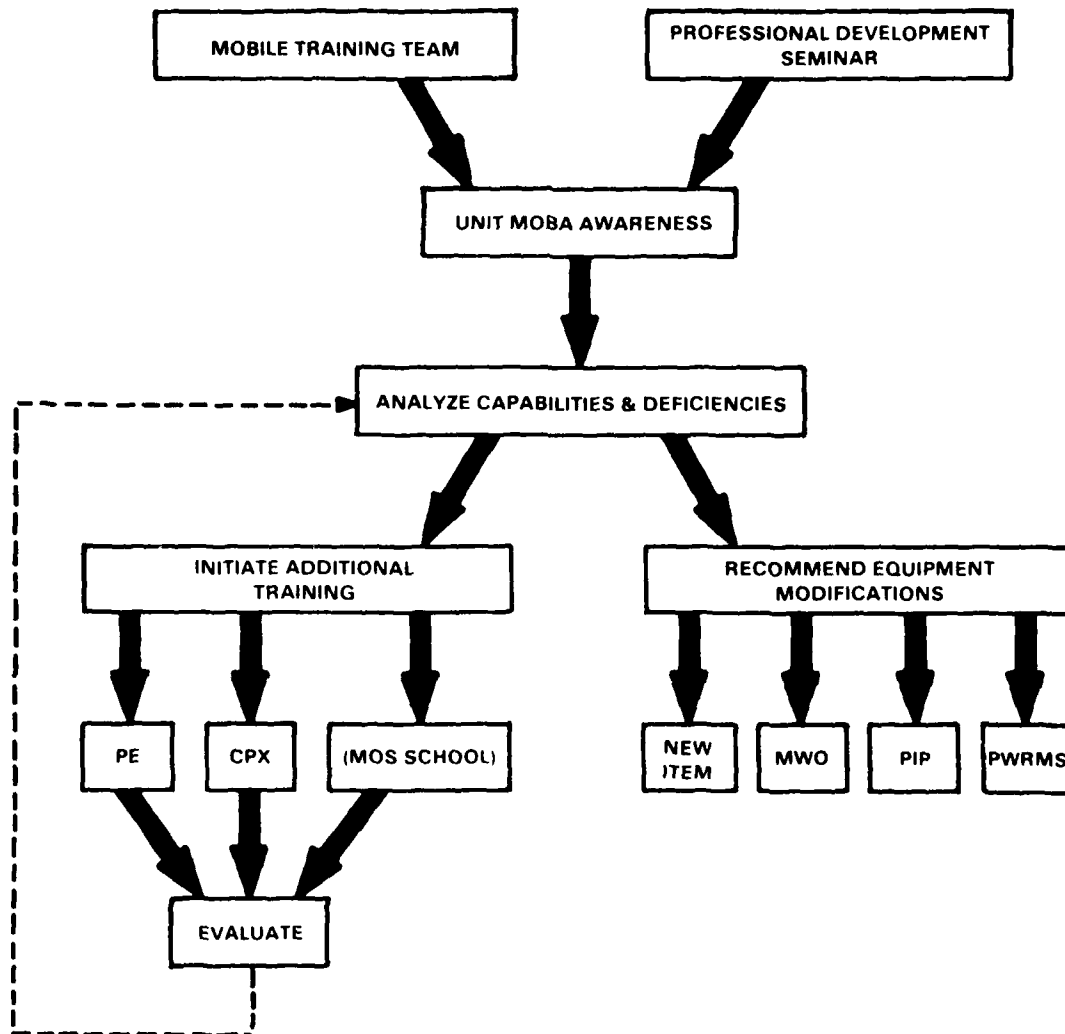 MOBILE TRAINING TEAM
PROFESSIONAL DEVELOPMENT
SEMINAR
UNIT MOBA AWARENESS
ANALYZE CAPABILITIES & DEFICIENCIES
INITIATE ADDITIONAL
TRAINING
RECOMMEND EQUIPMENT
MODIFICATIONS
PE
CPX
(MOS SCHOOL)
NEW
ITEM
MWO
PIP
PWRMS
EVALUATE